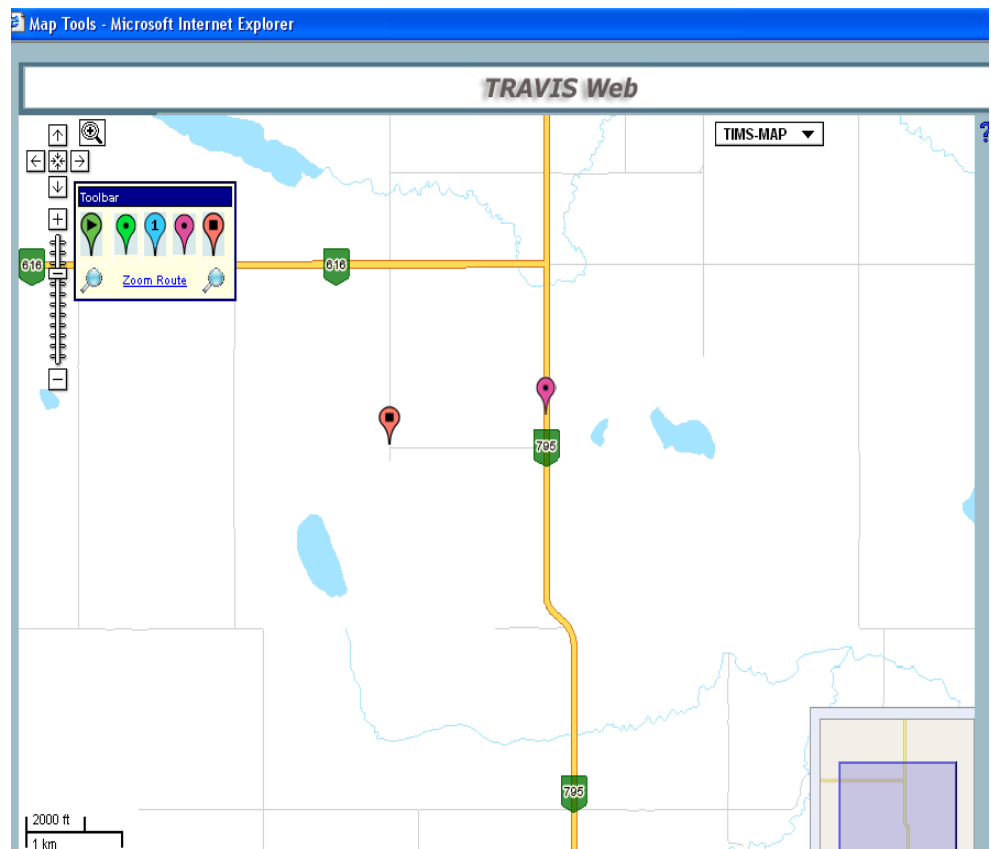 Map Tools - Microsoft Internet Explorer
TRAVIS Web
TIMS-MAP
?
Toolbar
1
Zoom Route
616
616
795
795
2000 ft
1 km